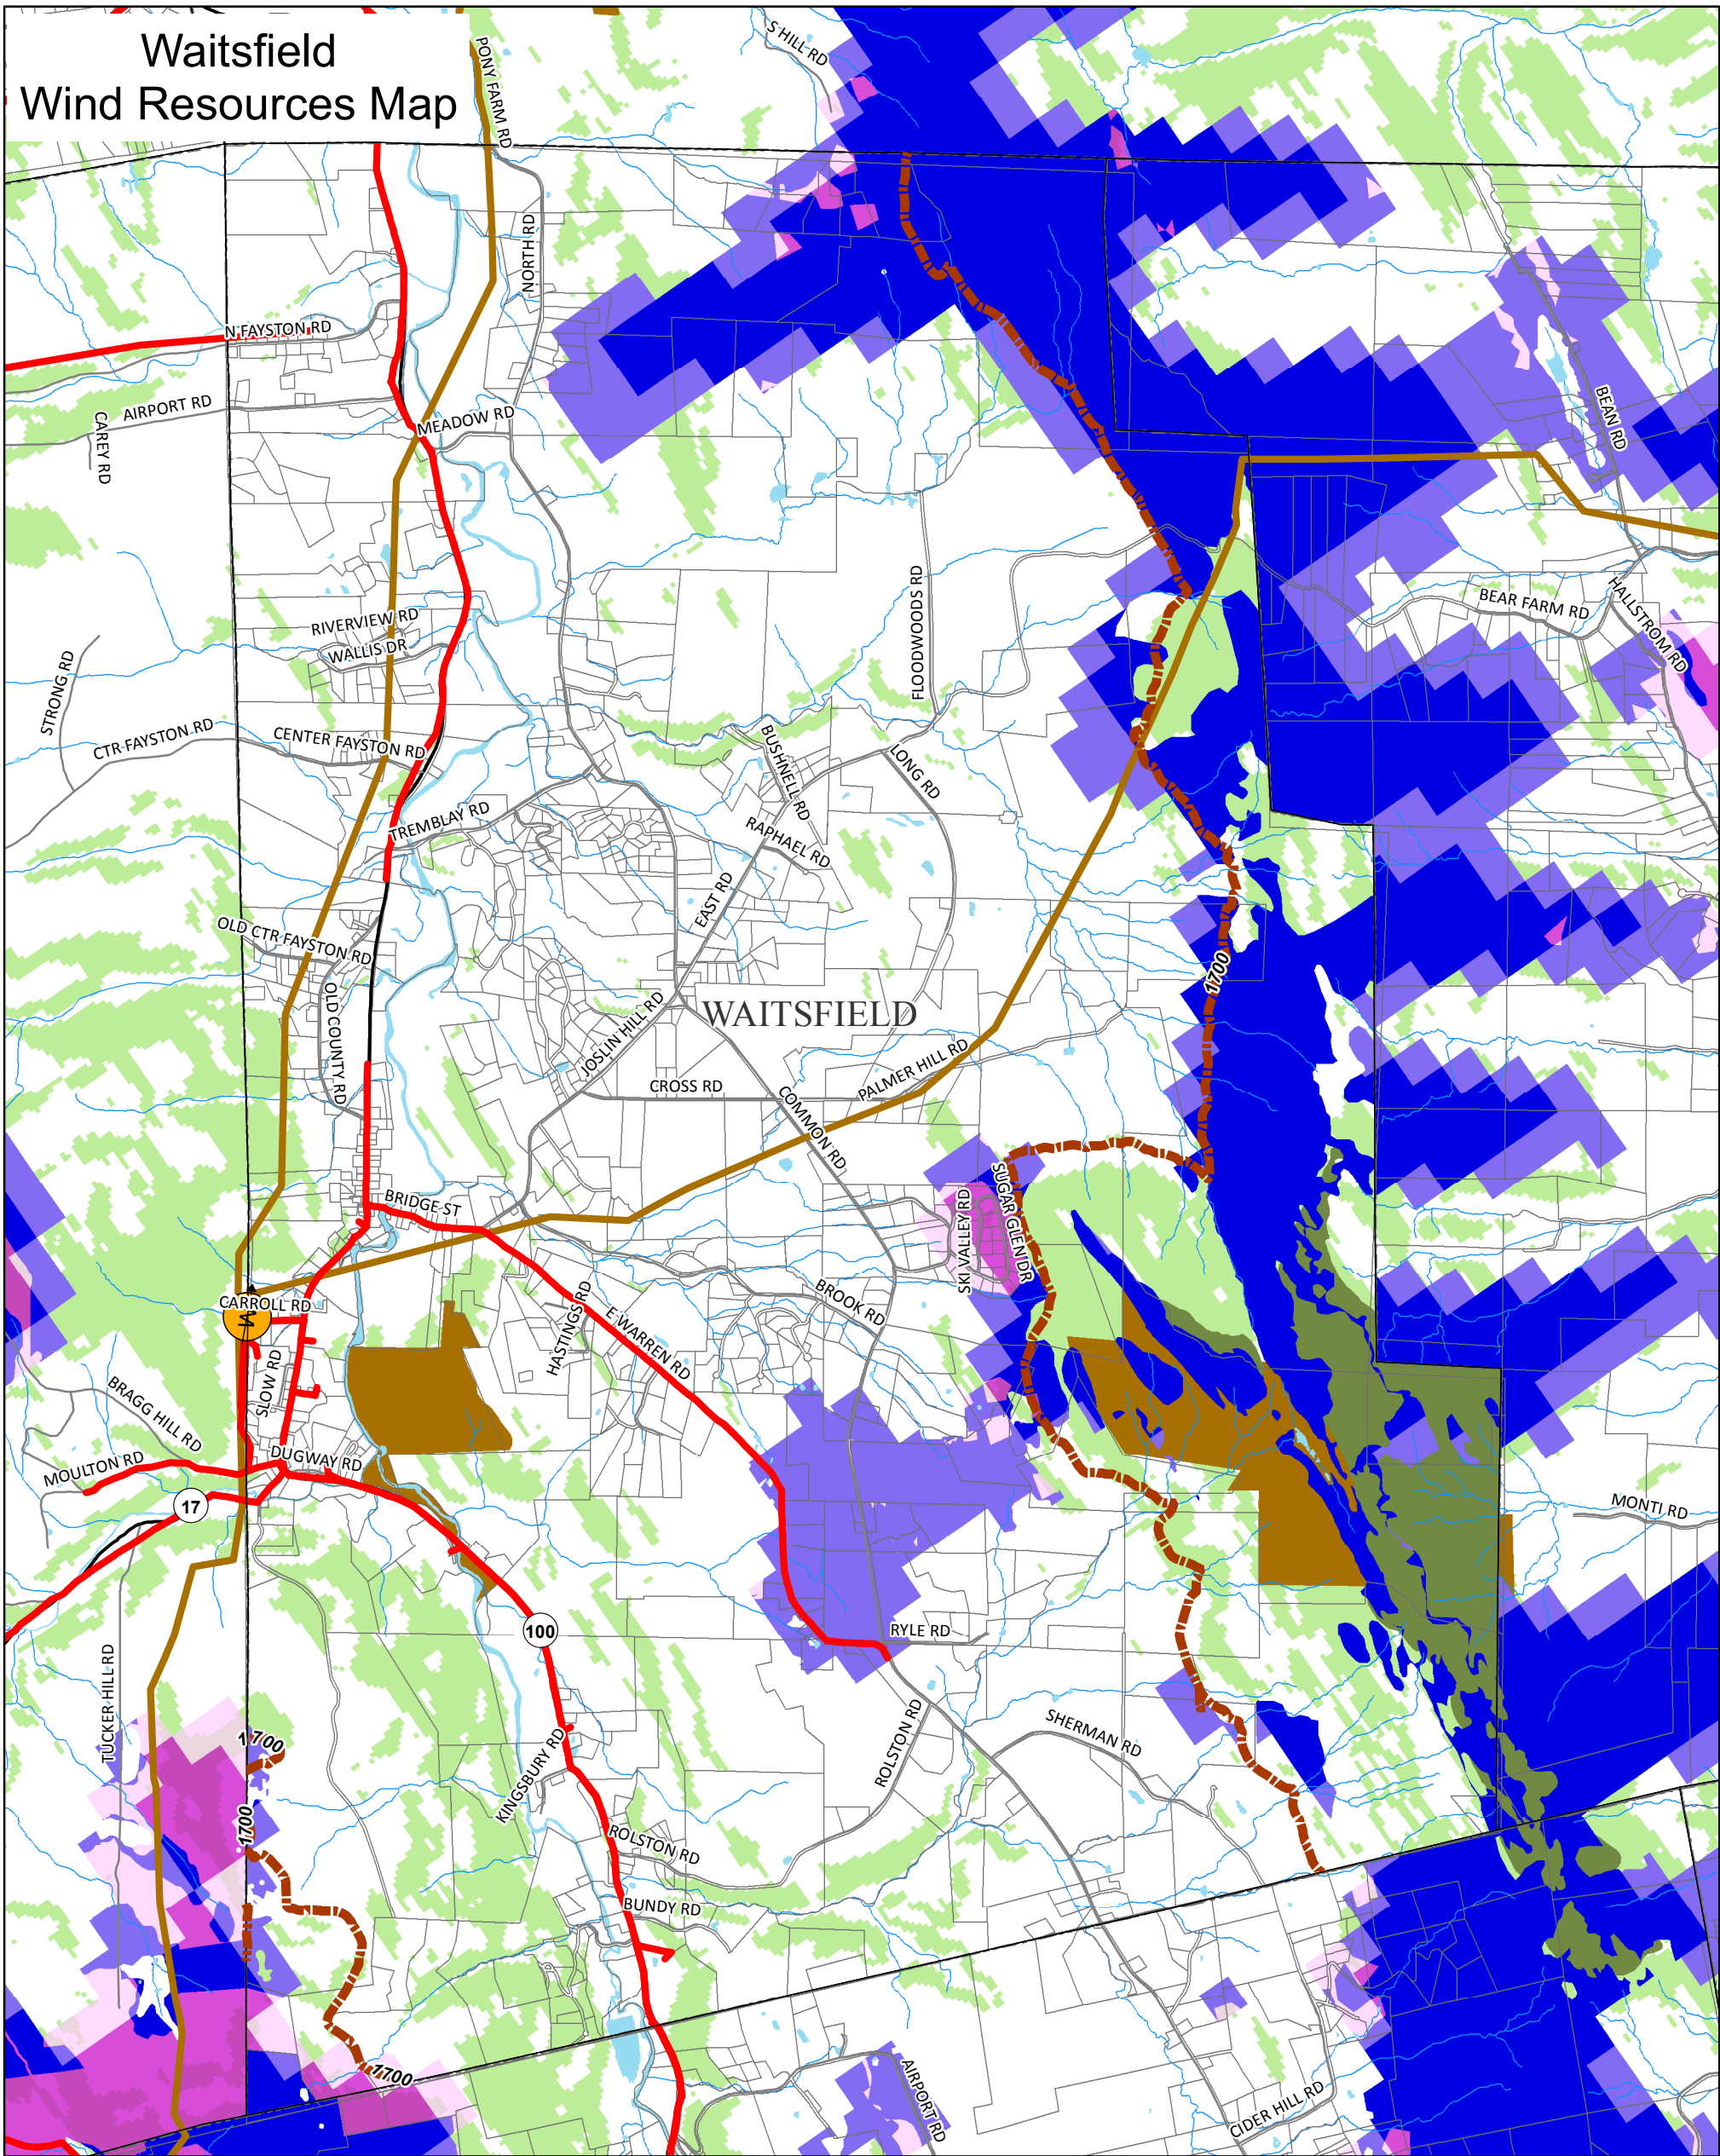 Waitsfield
Wind Resources Map
PONY FARM RD
S HILL RD
NORTH RD
N FAYSTON RD
AIRPORT RD
CAREY RD
MEADOW RD
BEAN RD
RIVERVIEW RD
WALLIS DR
FLOODWOODS RD
BEAR FARM RD
HALLSTROM RD
STRONG RD
CTR FAYSTON RD
CENTER FAYSTON RD
BUSHNELL RD
LONG RD
TREMBLAY RD
RAPHAEL RD
EAST RD
OLD CTR FAYSTON RD
OLD COUNTY RD
1700
WAITSFIELD
JOSLIN HILL RD
CROSS RD
PALMER HILL RD
COMMON RD
BRIDGE ST
SKI VALLEY RD
SUGAR GLEN DR
CARROLL RD
HASTINGS RD
E WARREN RD
BROOK RD
SLOW RD
BRAGG HILL RD
MOULTON RD
DUGWAY RD
17
MONTI RD
100
RYLE RD
TUCKER HILL RD
1700
KINGSBURY RD
ROLSTON RD
SHERMAN RD
1700
ROLSTON RD
BUNDY RD
1700
AIRPORT RD
CIDER HILL RD